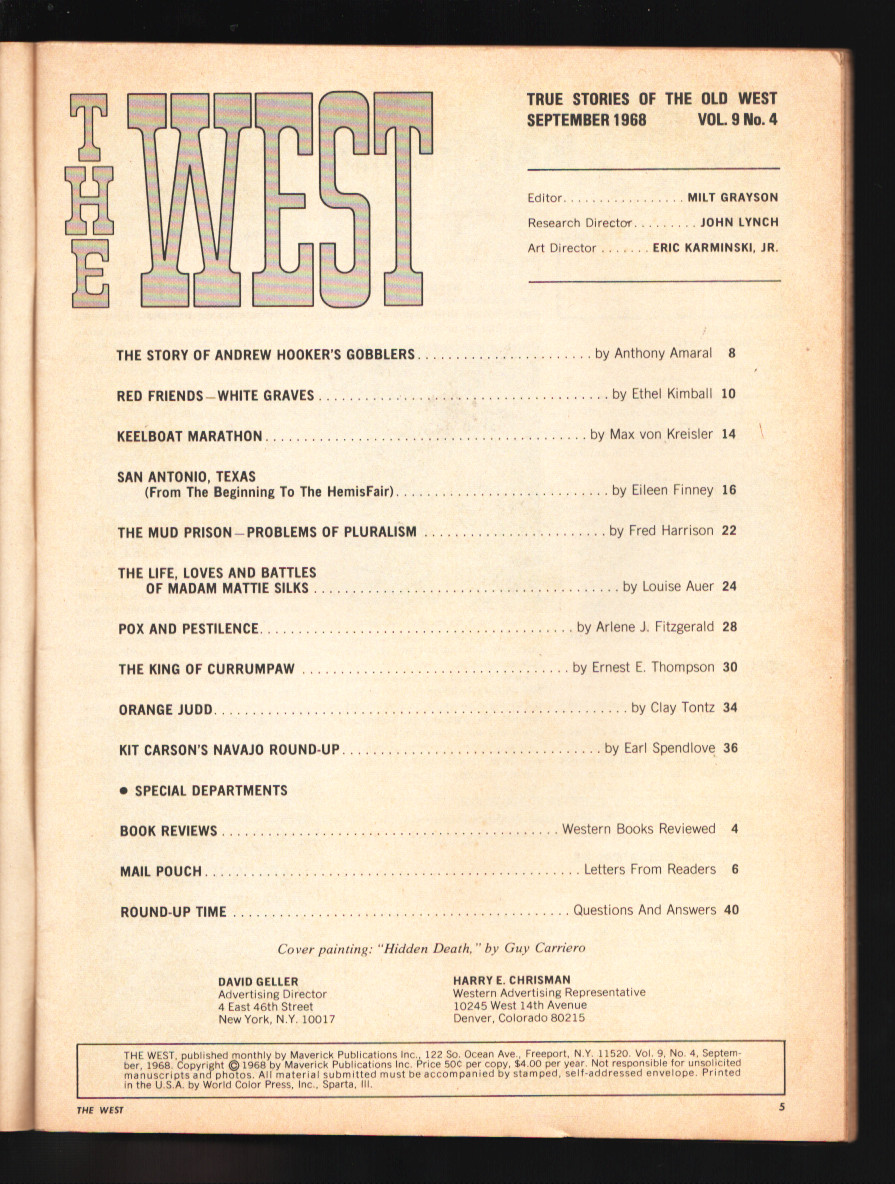 THE WEST
TRUE STORIES OF THE OLD WEST
SEPTEMBER 1968 VOL. 9 No. 4
Editor................. MILT GRAYSON
Research Director......... JOHN LYNCH
Art Director ....... ERIC KARMINSKI, JR.
THE STORY OF ANDREW HOOKER'S GOBBLERS....................... by Anthony Amaral 8
RED FRIENDS—WHITE GRAVES ...................................... by Ethel Kimball 10
KEELBOAT MARATHON.......................................... by Max von Kreisler 14
SAN ANTONIO, TEXAS
(From The Beginning To The HemisFair)............................ by Eileen Finney 16
THE MUD PRISON—PROBLEMS OF PLURALISM ........................ by Fred Harrison 22
THE LIFE, LOVES AND BATTLES
OF MADAM MATTIE SILKS ........................................ by Louise Auer 24
POX AND PESTILENCE......................................... by Arlene J. Fitzgerald 28
THE KING OF CURRUMPAW ................................... by Ernest E. Thompson 30
ORANGE JUDD...................................................... by Clay Tontz 34
KIT CARSON'S NAVAJO ROUND-UP.................................. by Earl Spendlove 36
● SPECIAL DEPARTMENTS
BOOK REVIEWS ............................................ Western Books Reviewed 4
MAIL POUCH................................................. Letters From Readers 6
ROUND-UP TIME ............................................ Questions And Answers 40
Cover painting: "Hidden Death," by Guy Carriero
DAVID GELLER
Advertising Director
4 East 46th Street
New York, N.Y. 10017
HARRY E. CHRISMAN
Western Advertising Representative
10245 West 14th Avenue
Denver, Colorado 80215
THE WEST, published monthly by Maverick Publications Inc., 122 So. Ocean Ave., Freeport, N.Y. 11520. Vol. 9, No. 4, Septem-
ber, 1968. Copyright © 1968 by Maverick Publications Inc. Price 50¢ per copy, $4.00 per year. Not responsible for unsolicited
manuscripts and photos. All material submitted must be accompanied by stamped, self-addressed envelope. Printed
in the U.S.A. by World Color Press, Inc., Sparta, Ill.
THE WEST 5